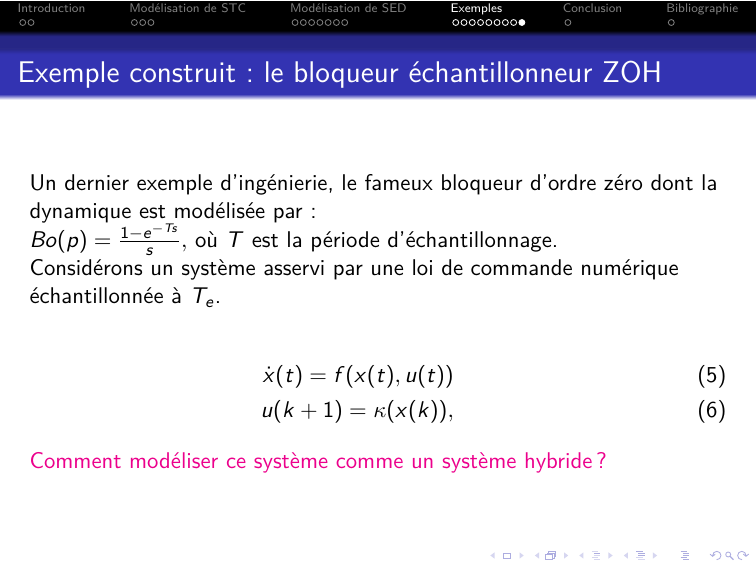 Introduction Modélisation de STC Modélisation de SED Exemples Conclusion Bibliographie
Exemple construit : le bloqueur échantillonneur ZOH
Un dernier exemple d'ingénierie, le fameux bloqueur d'ordre zéro dont la
dynamique est modélisée par :
Bo(p) = \frac{1-e^{-Ts}}{s}, où T est la période d'échantillonnage.
Considérons un système asservi par une loi de commande numérique
échantillonnée à T_e.
ẋ(t) = f(x(t), u(t)) (5)
u(k + 1) = κ(x(k)), (6)
Comment modéliser ce système comme un système hybride ?